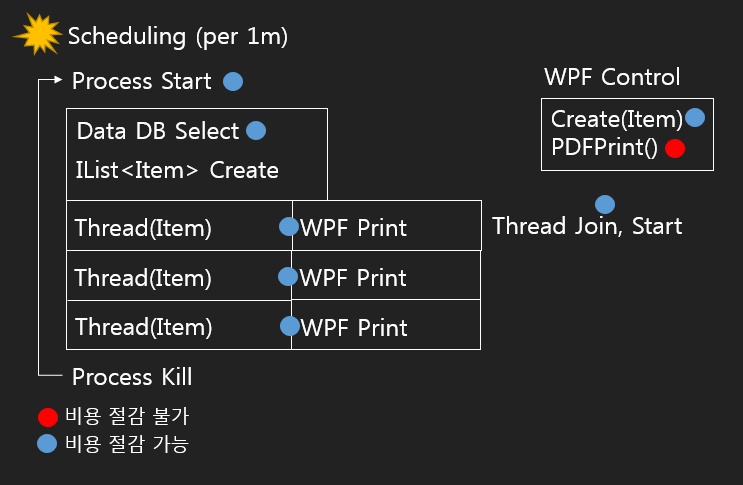 Scheduling (per 1m)
Process Start
Data DB Select
IList<Item> Create
Thread(Item) WPF Print
Thread(Item) WPF Print
Thread(Item) WPF Print
Process Kill
WPF Control
Create(Item)
PDFPrint()
Thread Join, Start
비용 절감 불가
비용 절감 가능